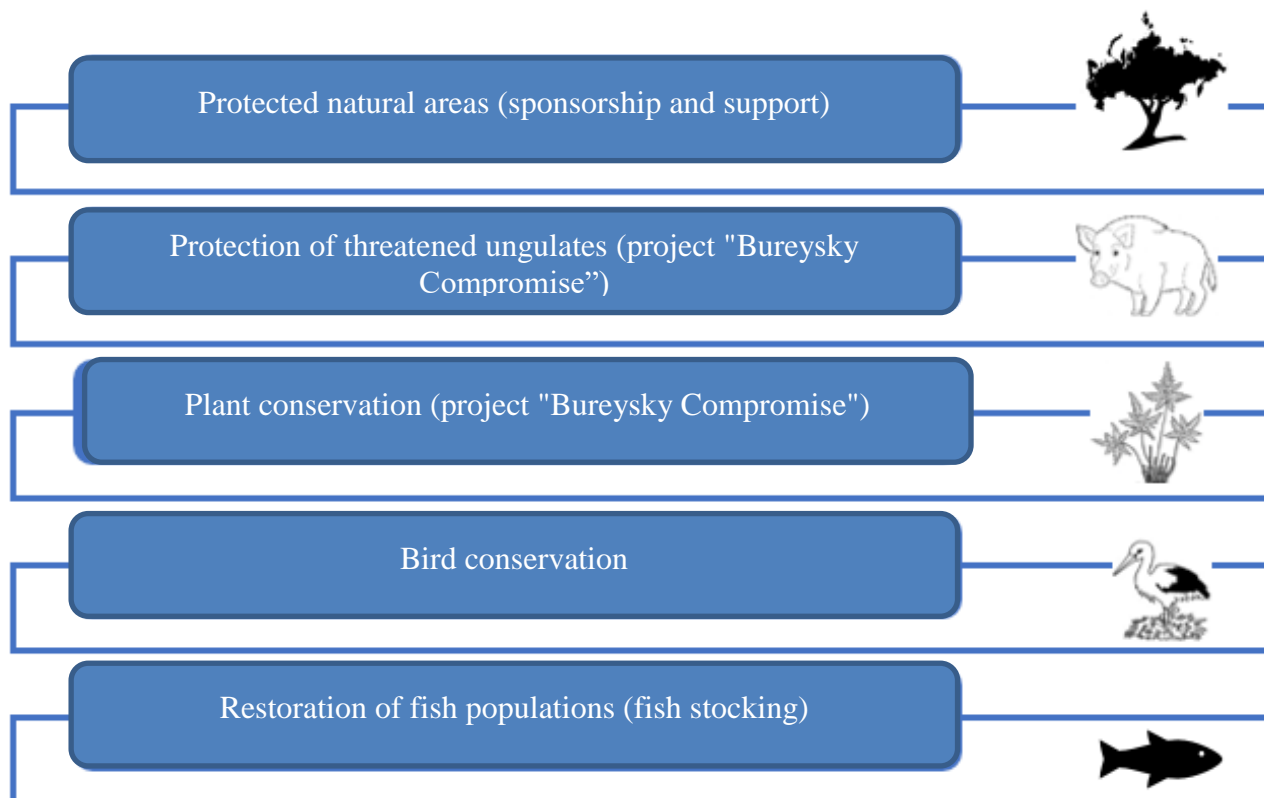 Protected natural areas (sponsorship and support)
Protection of threatened ungulates (project "Bureysky
Compromise”)
Plant conservation (project "Bureysky Compromise")
Bird conservation
Restoration of fish populations (fish stocking)